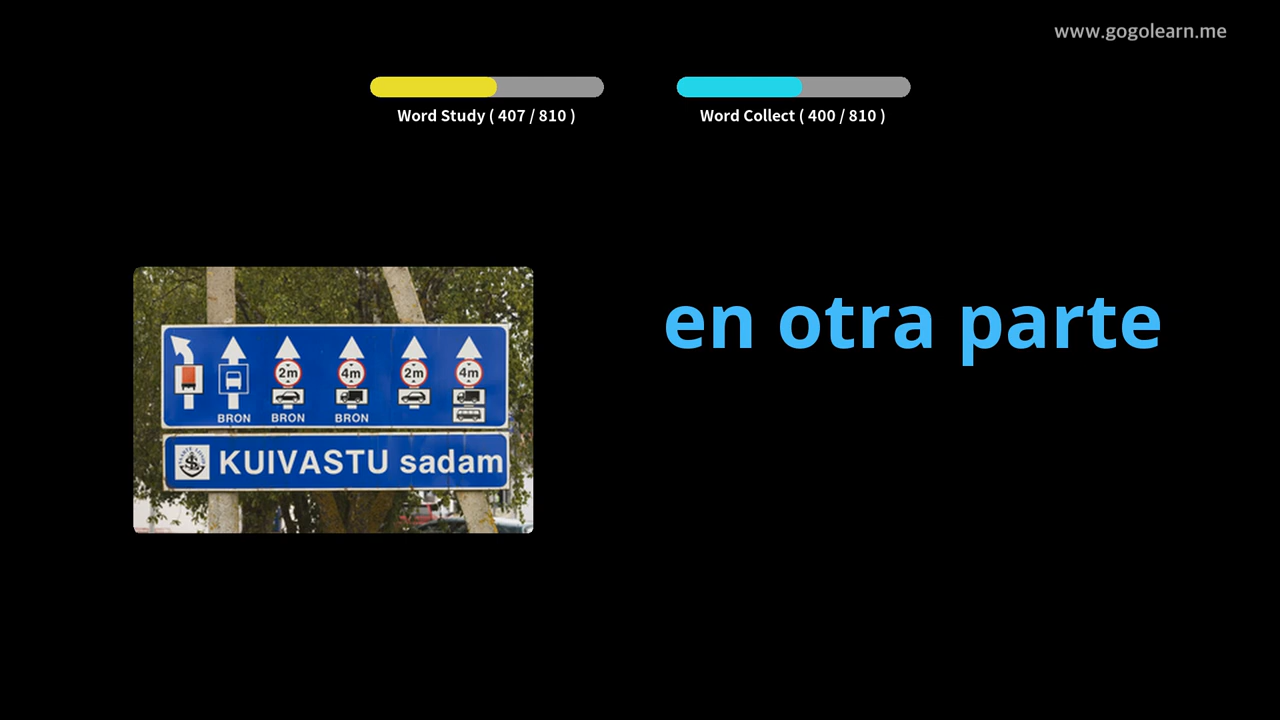 www.gogolearn.me
Word Study ( 407 / 810 )
Word Collect ( 400 / 810 )
en otra parte
2m 4m 2m 4m
BRON BRON BRON
KUIVASTU sadam